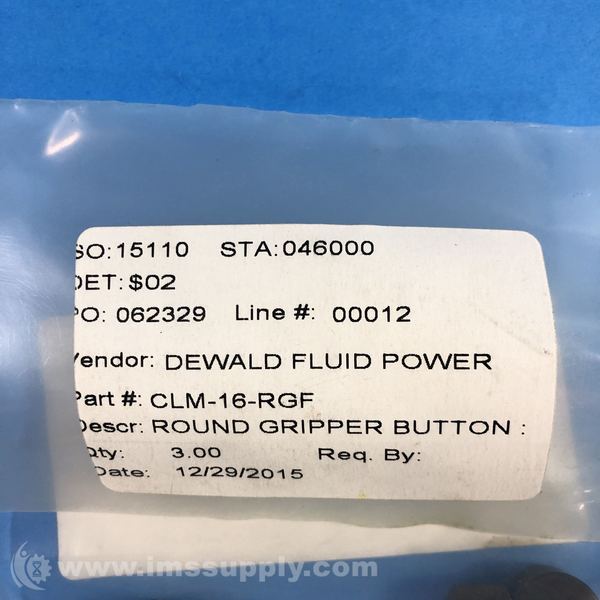 SO:15110 STA:046000
DET:$02
PO: 062329 Line #: 00012
Vendor: DEWALD FLUID POWER
Part #: CLM-16-RGF
Descr: ROUND GRIPPER BUTTON :
Qty: 3.00 Req. By:
Date: 12/29/2015
www.imssupply.com